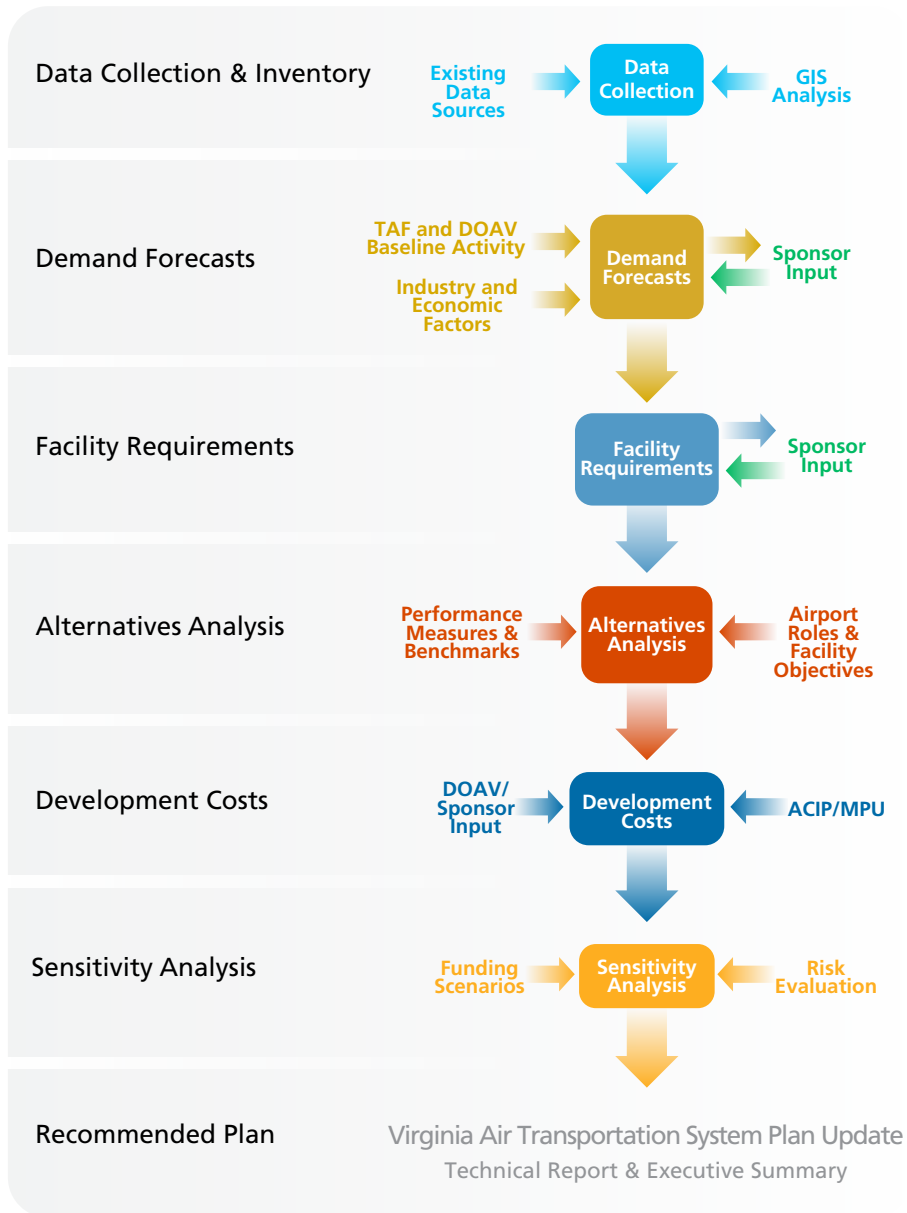 Data Collection & Inventory
Existing
Data
Sources
Data
Collection
GIS
Analysis
Demand Forecasts
TAF and DOAV
Baseline Activity
Industry and
Economic
Factors
Demand
Forecasts
Sponsor
Input
Facility Requirements
Facility
Requirements
Sponsor
Input
Alternatives Analysis
Performance
Measures &
Benchmarks
Alternatives
Analysis
Airport
Roles &
Facility
Objectives
Development Costs
DOAV/
Sponsor
Input
Development
Costs
ACIP/MPU
Sensitivity Analysis
Funding
Scenarios
Sensitivity
Analysis
Risk
Evaluation
Recommended Plan
Virginia Air Transportation System Plan Update
Technical Report & Executive Summary